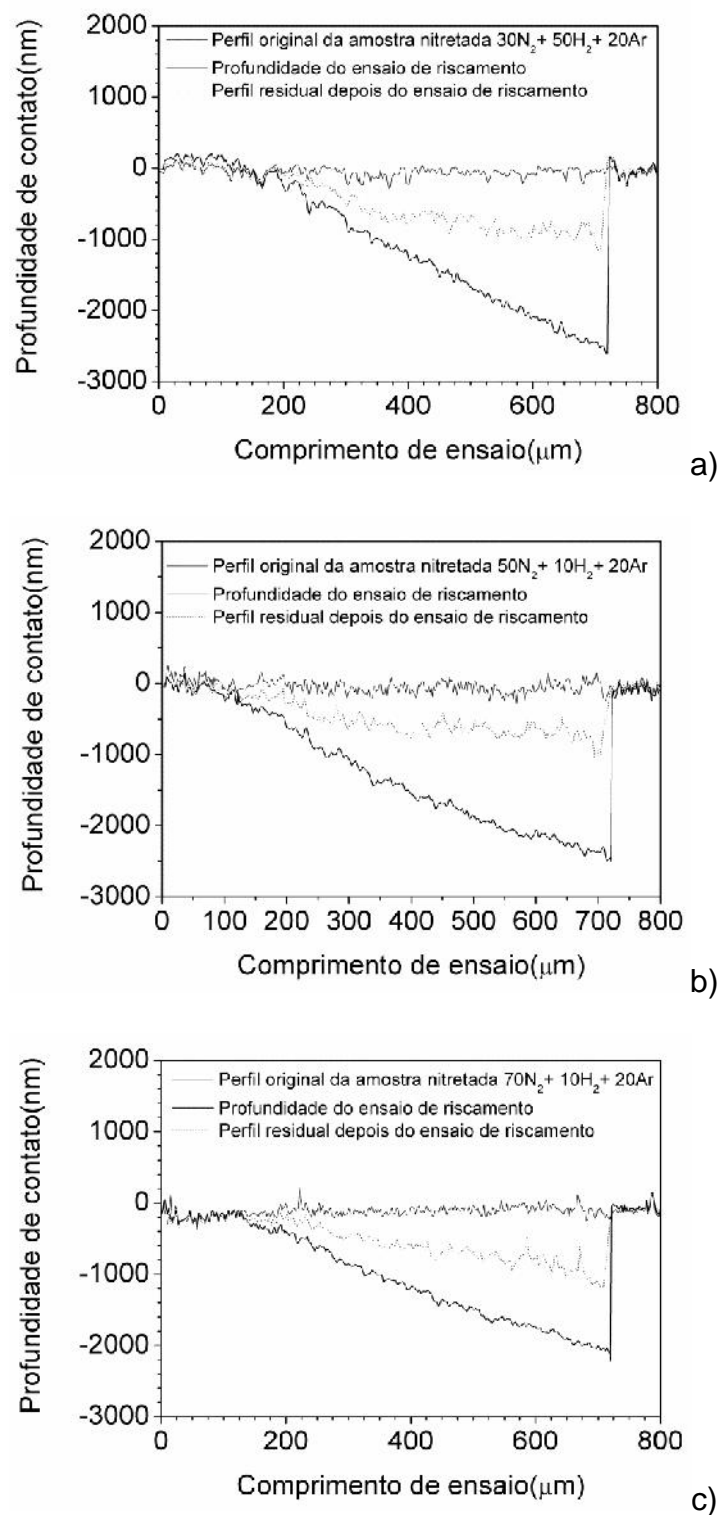 2000
1000
0
-1000
-2000
-3000
Profundidade de contato(nm)
Perfil original da amostra nitretada 30N2+ 50H2+ 20Ar
Profundidade do ensaio de riscamento
Perfil residual depois do ensaio de riscamento
0 200 400 600 800
Comprimento de ensaio(μm)
a)
2000
1000
0
-1000
-2000
-3000
Profundidade de contato(nm)
Perfil original da amostra nitretada 50N2+ 10H2+ 20Ar
Profundidade do ensaio de riscamento
Perfil residual depois do ensaio de riscamento
0 100 200 300 400 500 600 700 800
Comprimento de ensaio(μm)
b)
2000
1000
0
-1000
-2000
-3000
Profundidade de contato(nm)
Perfil original da amostra nitretada 70N2+ 10H2+ 20Ar
Profundidade do ensaio de riscamento
Perfil residual depois do ensaio de riscamento
0 200 400 600 800
Comprimento de ensaio(μm)
c)